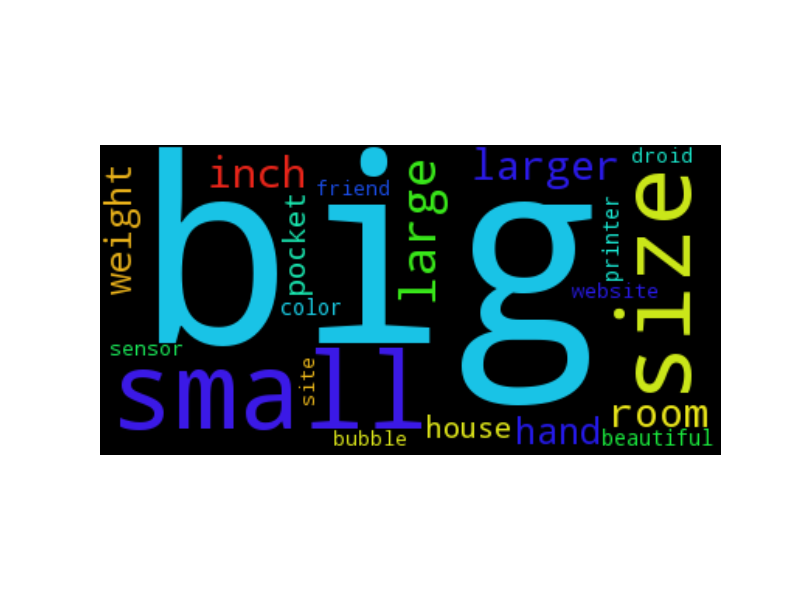 big
small
size
large
larger
inch
weight
room
hand
house
pocket
friend
color
droid
printer
website
sensor
site
bubble
beautiful